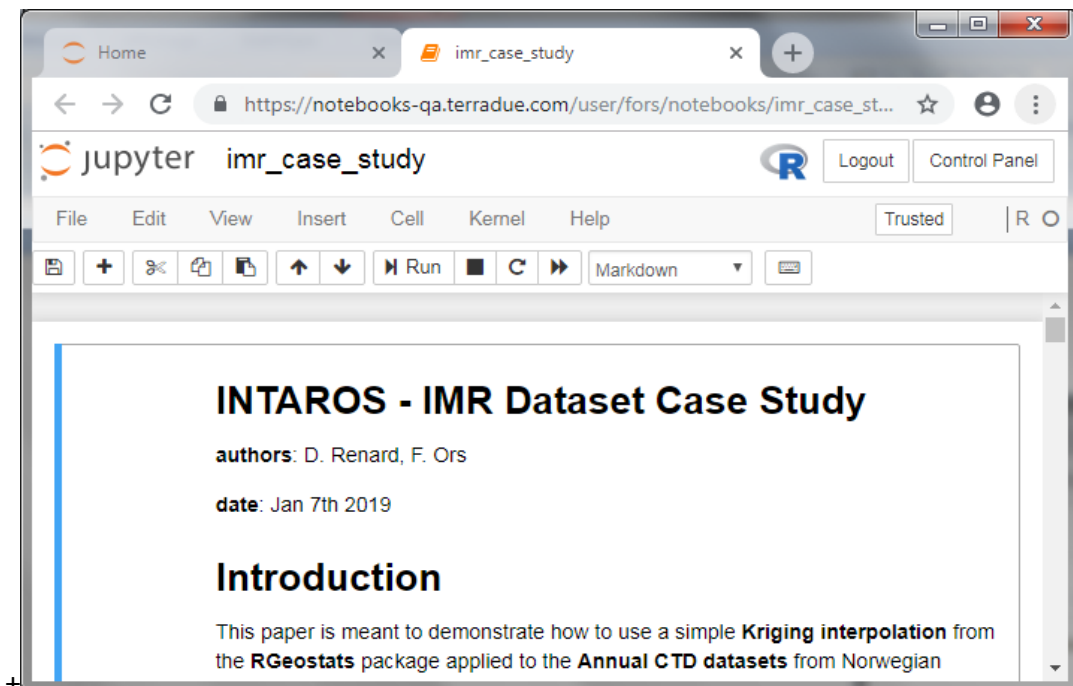 Home
imr_case_study
https://notebooks-qa.terradue.com/user/fors/notebooks/imr_case_st...
jupyter imr_case_study R Logout Control Panel
File Edit View Insert Cell Kernel Help Trusted R
Run Markdown
INTAROS - IMR Dataset Case Study
authors: D. Renard, F. Ors
date: Jan 7th 2019
Introduction
This paper is meant to demonstrate how to use a simple Kriging interpolation from
the RGeostats package applied to the Annual CTD datasets from Norwegian